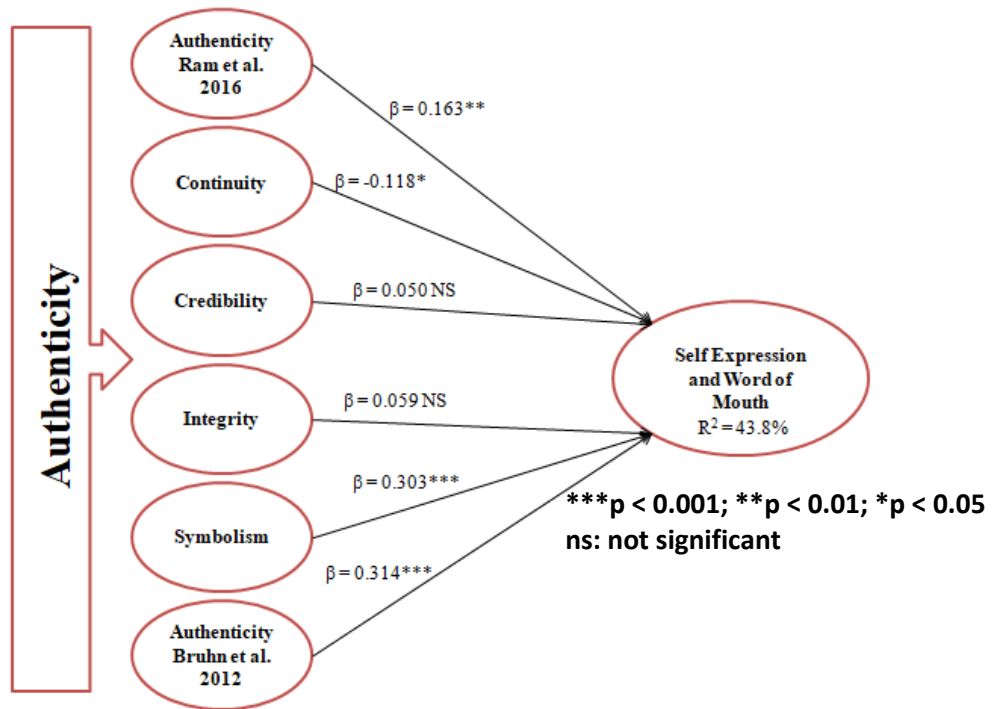 Authenticity
Authenticity
Ram et al.
2016
β = 0.163**
Continuity
β = -0.118*
Credibility
β = 0.050 NS
Integrity
β = 0.059 NS
Symbolism
β = 0.303***
Authenticity
Bruhn et al.
2012
β = 0.314***
Self Expression
and Word of
Mouth
R² = 43.8%
***p < 0.001; **p < 0.01; *p < 0.05
ns: not significant